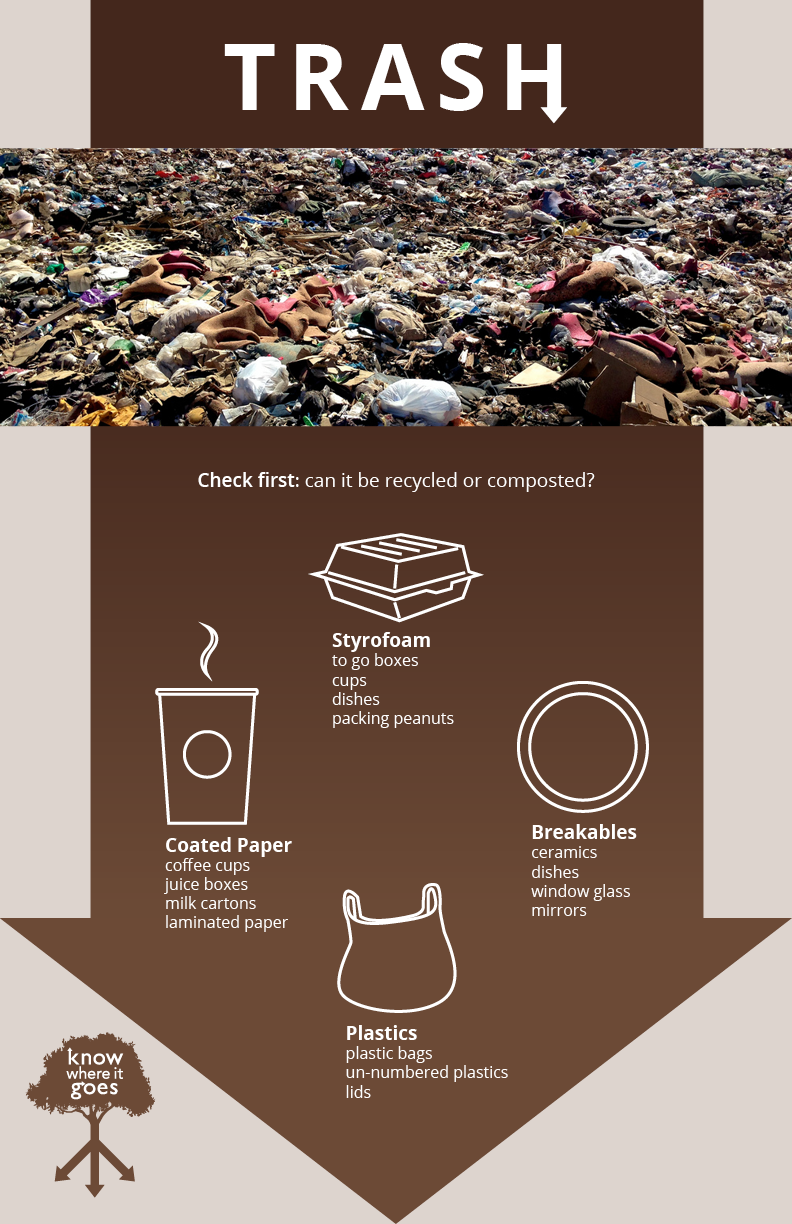 TRASH
Check first: can it be recycled or composted?
Styrofoam
to go boxes
cups
dishes
packing peanuts
Coated Paper
coffee cups
juice boxes
milk cartons
laminated paper
Breakables
ceramics
dishes
window glass
mirrors
Plastics
plastic bags
un-numbered plastics
lids
know
where it
goes